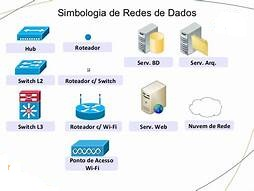 Simbologia de Redes de Dados
Hub
Roteador
Serv. BD
Serv. Arq.
Switch L2
Roteador c/ Switch
Switch L3
Roteador c/ Wi-Fi
Serv. Web
Nuvem de Rede
Ponto de Acesso
Wi-Fi